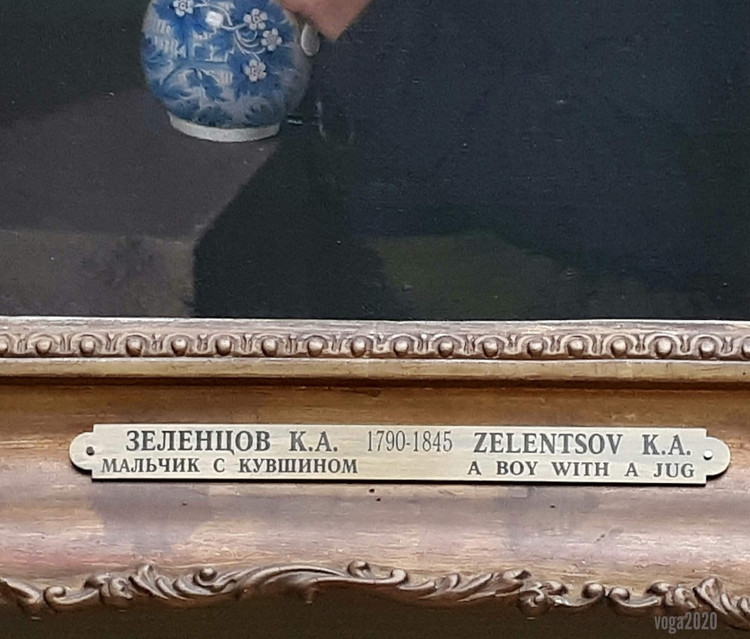 ЗЕЛЕНЦОВ К.А. 1790-1845 ZELENTSOV K.A.
МАЛЬЧИК С КУВШИНОМ A BOY WITH A JUG
voga2020